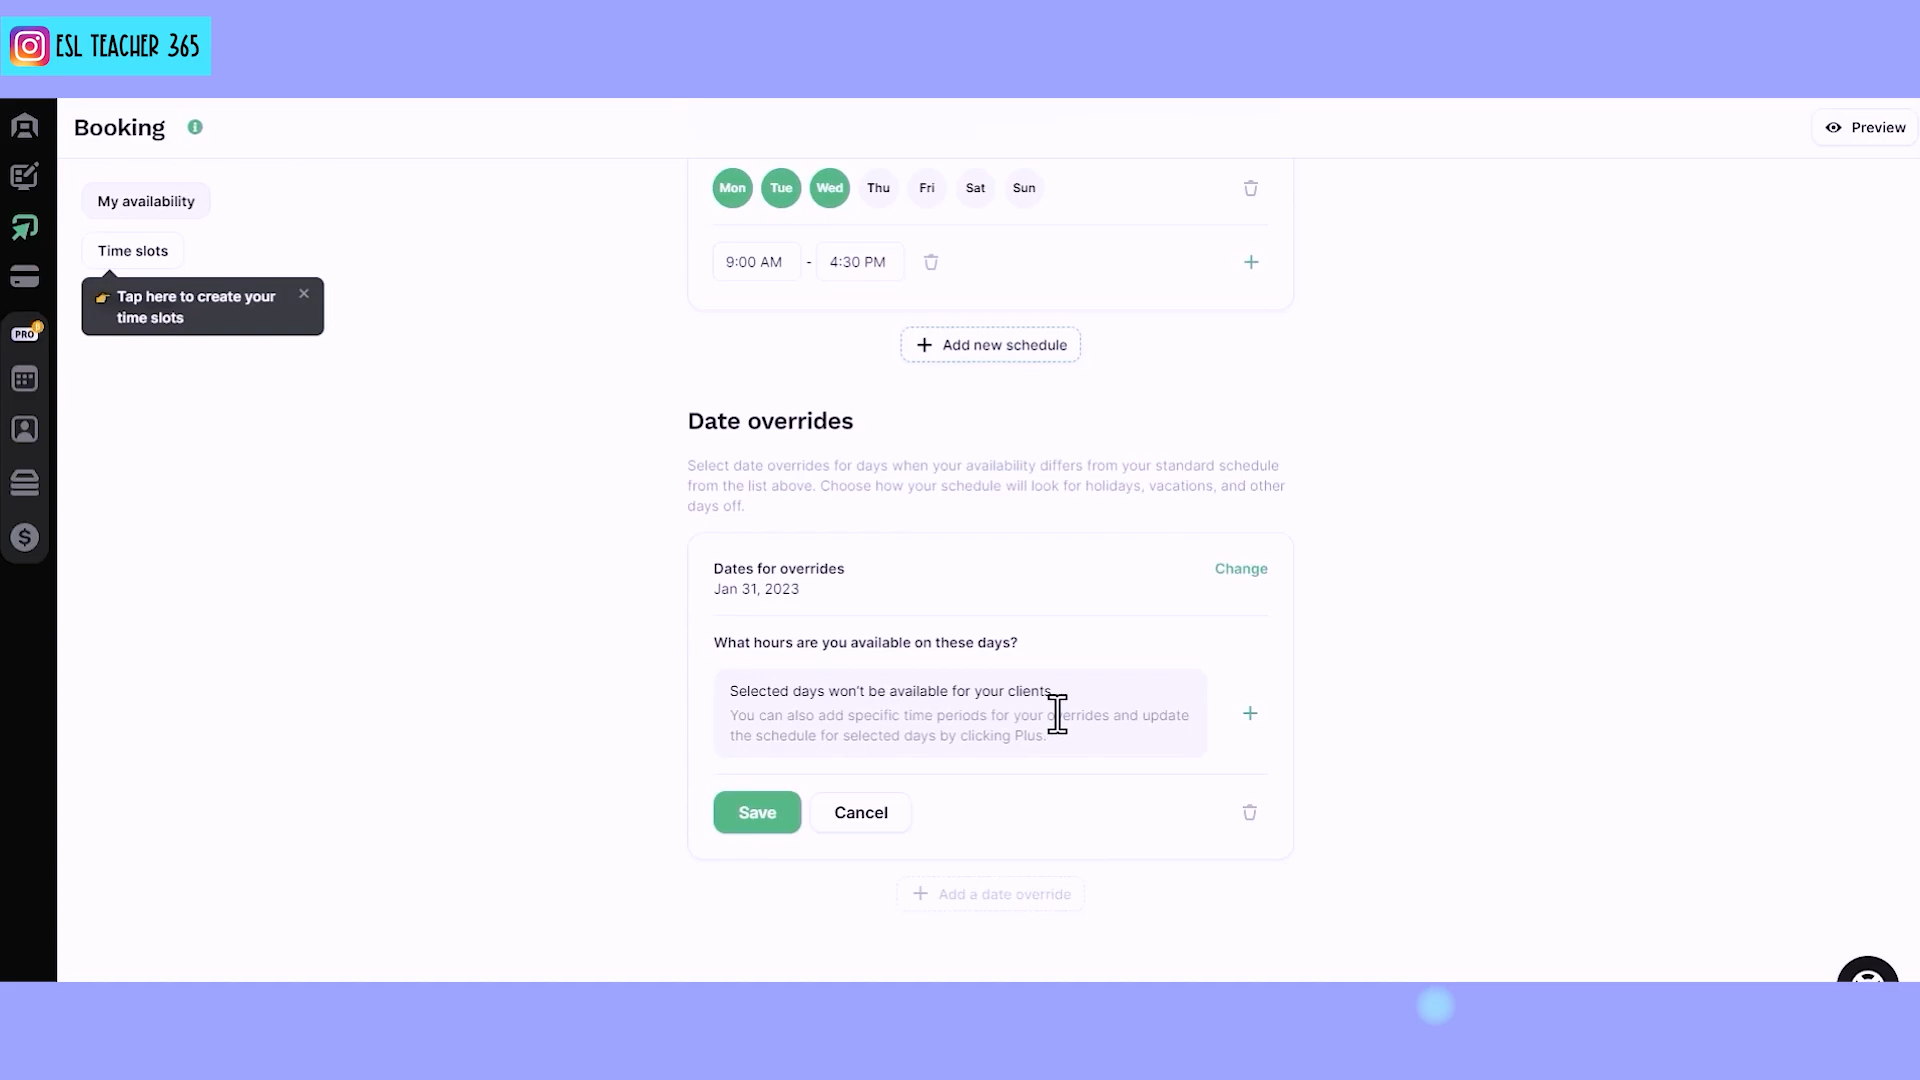 ESL TEACHER 365
Booking
Preview
My availability
Time slots
Tap here to create your
time slots
PRO
Mon Tue Wed Thu Fri Sat Sun
9:00 AM - 4:30 PM
Add new schedule
Date overrides
Select date overrides for days when your availability differs from your standard schedule
from the list above. Choose how your schedule will look for holidays, vacations, and other
days off.
Dates for overrides
Change
Jan 31, 2023
What hours are you available on these days?
Selected days won't be available for your clients.
You can also add specific time periods for your overrides and update
the schedule for selected days by clicking Plus.
Save
Cancel
Add a date override